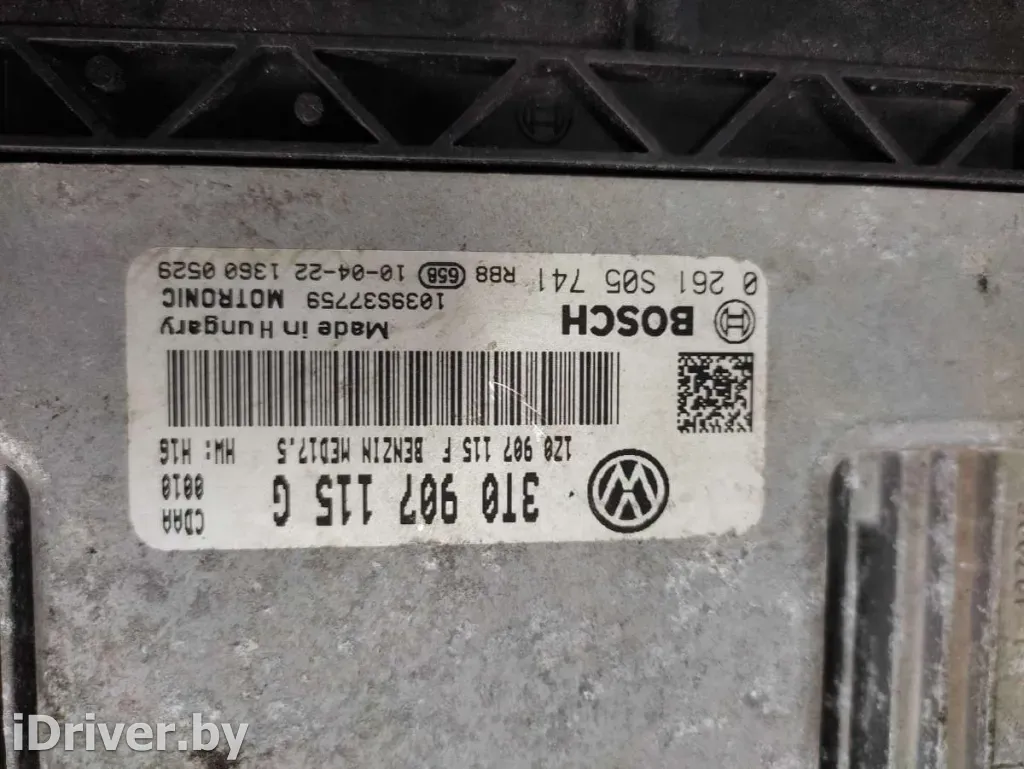 3T0 907 115 G
CDAA
0010
1Z0 907 115 F BENZIN MED17.5 HW: H16
BOSCH
Made in Hungary
1039S37759 MOTRONIC
0 261 S05 741 RB8 658 10-04-22 1360 0529
iDriver.by